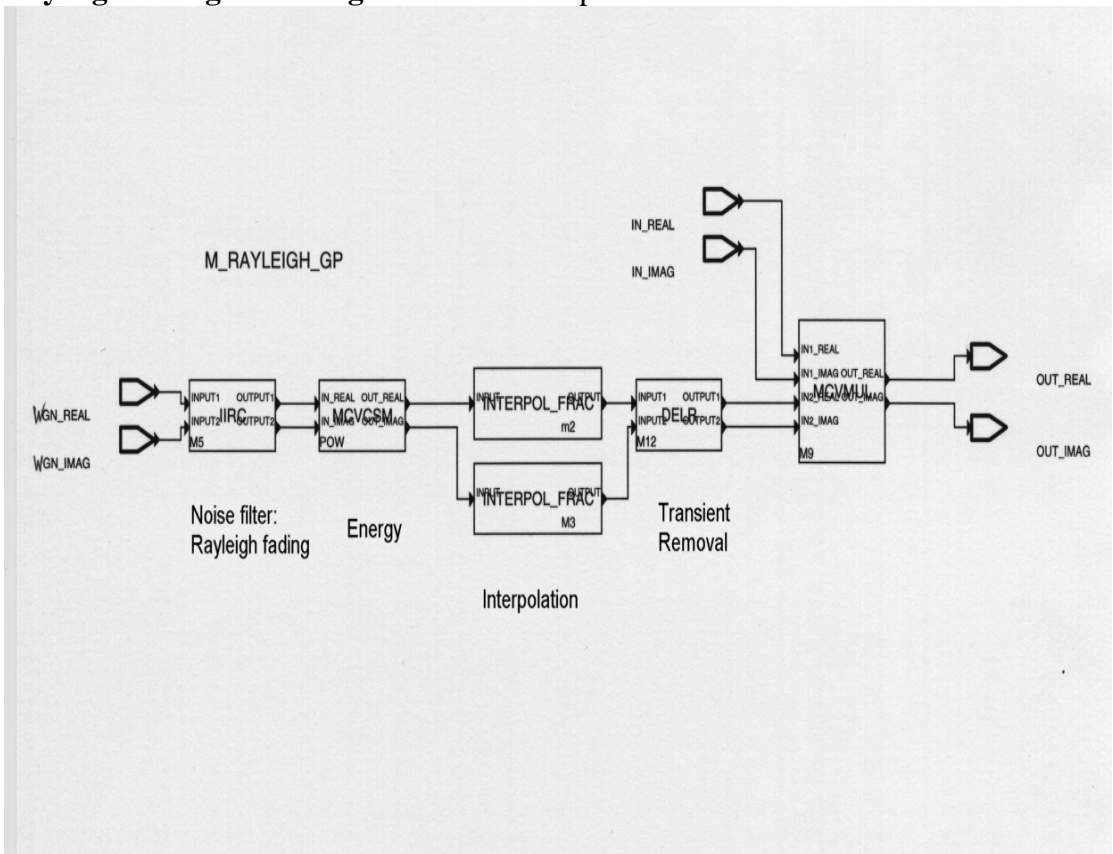 IN_REAL
IN_IMAG
M_RAYLEIGH_GP
WGN_REAL
WGN_IMAG
INPUT1 OUTPUT1
IIRC
INPUT2 OUTPUT2
M5
IN_REAL OUT_REAL
MCVCSM
IN_IMAG OUT_IMAG
POW
INPUT OUTPUT
INTERPOL_FRAC
m2
INPUT OUTPUT
INTERPOL_FRAC
M3
INPUT1 OUTPUT1
DELR
INPUT2 OUTPUT2
M12
IN1_REAL
IN1_IMAG OUT_REAL
MCVMUL
IN2_REAL OUT_IMAG
IN2_IMAG
M9
OUT_REAL
OUT_IMAG
Noise filter:
Rayleigh fading
Energy
Interpolation
Transient
Removal